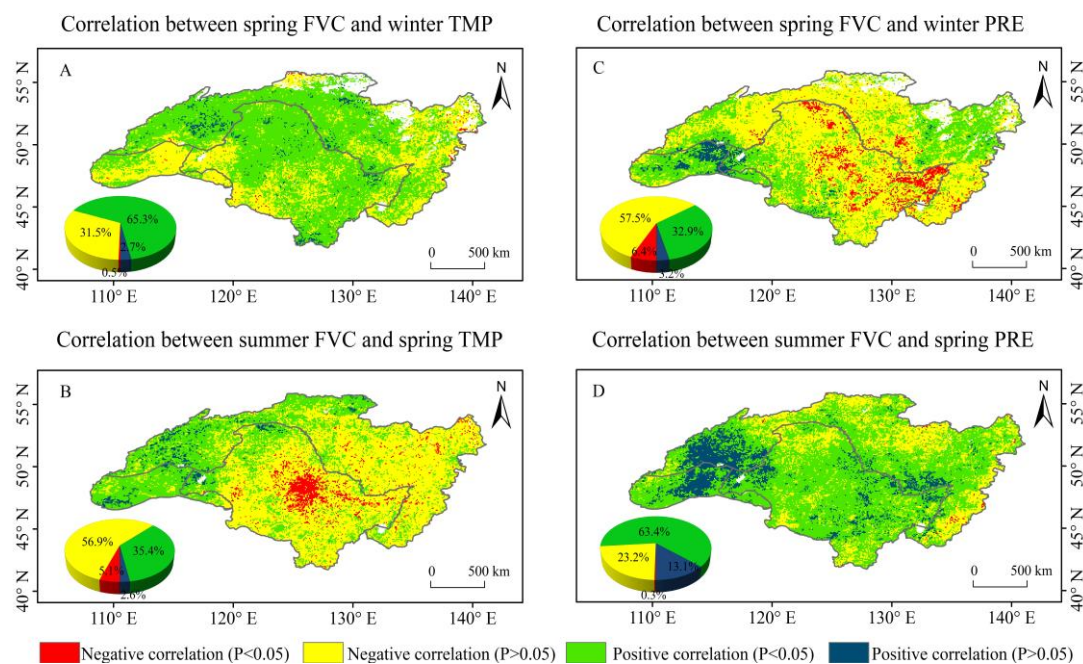 Correlation between spring FVC and winter TMP
Correlation between spring FVC and winter PRE
A
N
65.3%
31.5%
2.7%
0.5%
0 500 km
110° E 120° E 130° E 140° E
40° N 45° N 50° N 55° N
C
N
57.5%
32.9%
6.4%
3.2%
0 500 km
110° E 120° E 130° E 140° E
40° N 45° N 50° N 55° N
Correlation between summer FVC and spring TMP
Correlation between summer FVC and spring PRE
B
N
56.9%
35.4%
5.1%
2.6%
0 500 km
110° E 120° E 130° E 140° E
40° N 45° N 50° N 55° N
D
N
63.4%
23.2%
13.1%
0.3%
0 500 km
110° E 120° E 130° E 140° E
40° N 45° N 50° N 55° N
Negative correlation (P<0.05) Negative correlation (P>0.05) Positive correlation (P<0.05) Positive correlation (P>0.05)